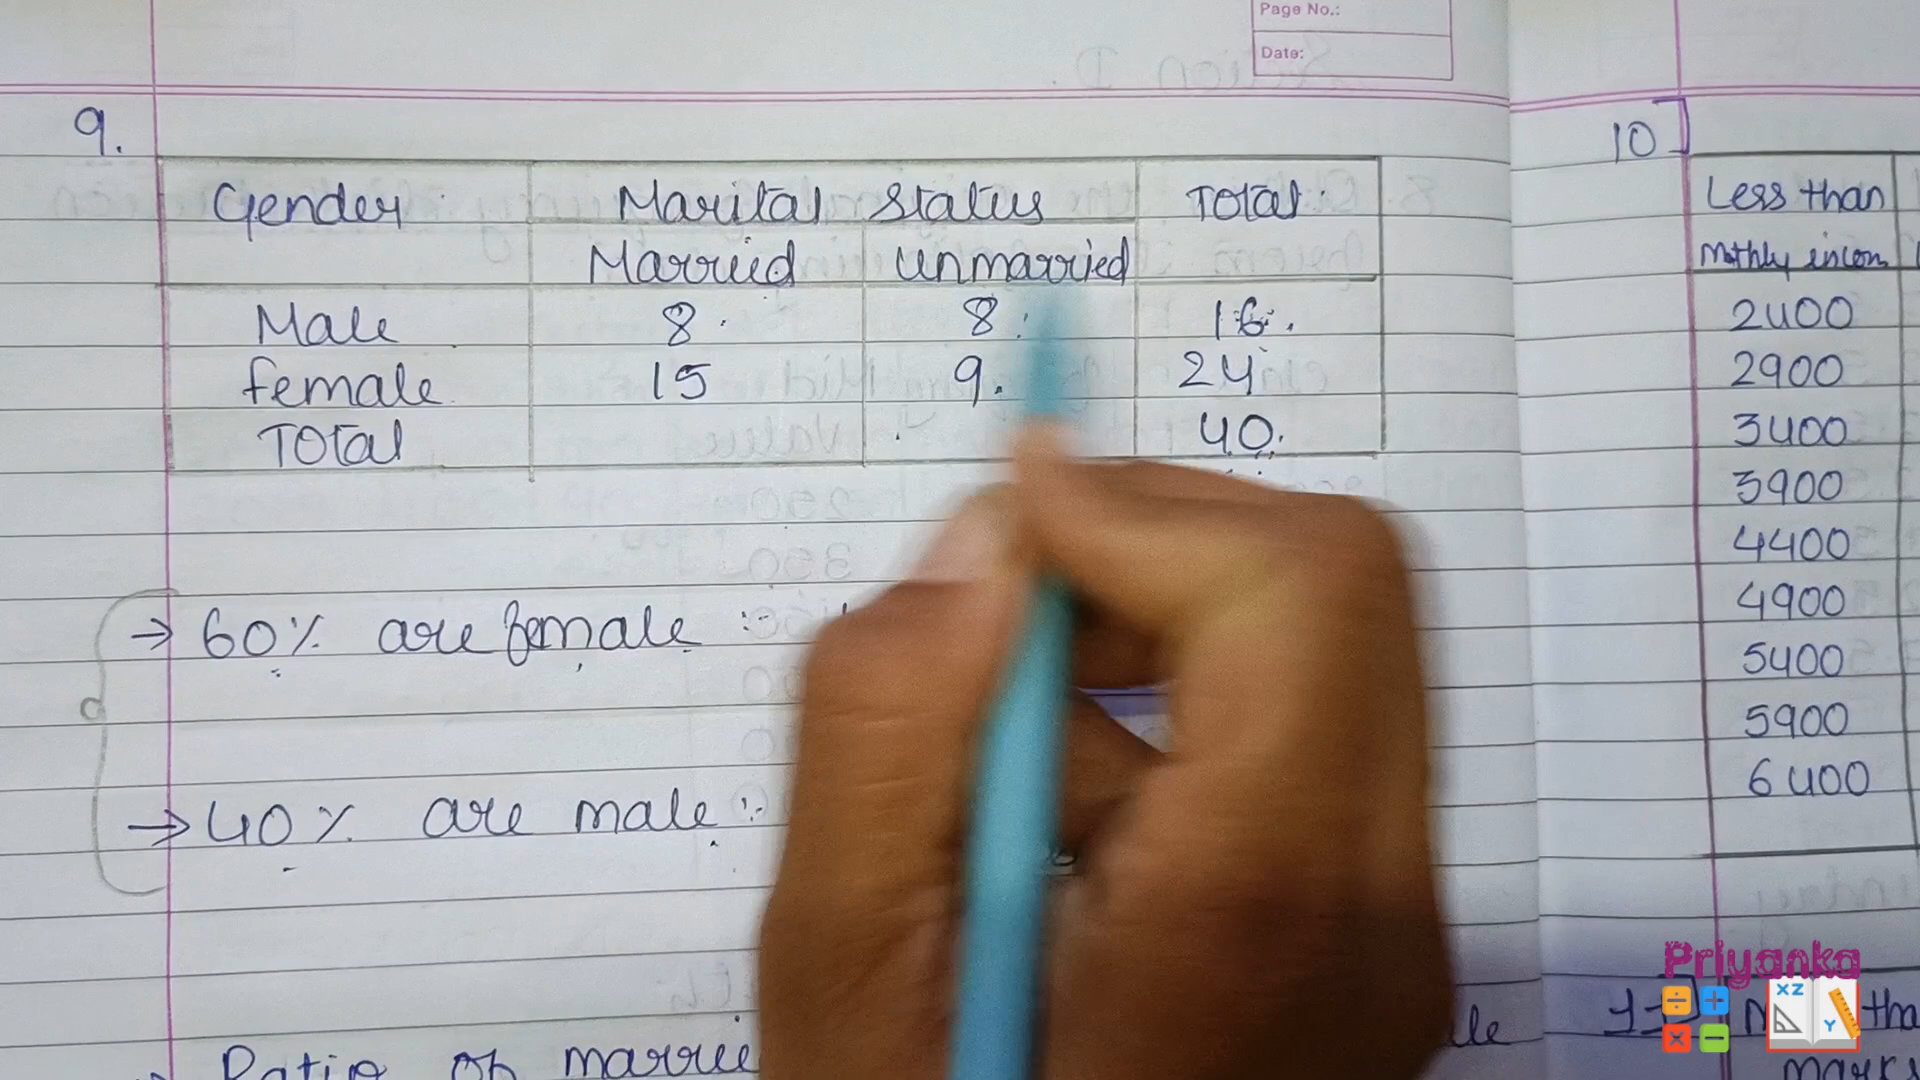 Page No.:
Date:
9.
Gender Marital Status Total
Married Unmarried
Male 8 8 16
female 15 9 24
Total 40
→ 60% are female :-
→ 40% are male :-
Ratio of
10
Less than
Mthly incom
2400
2900
3400
3900
4400
4900
5400
5900
6400
marks
Priyanka
XZ
Y